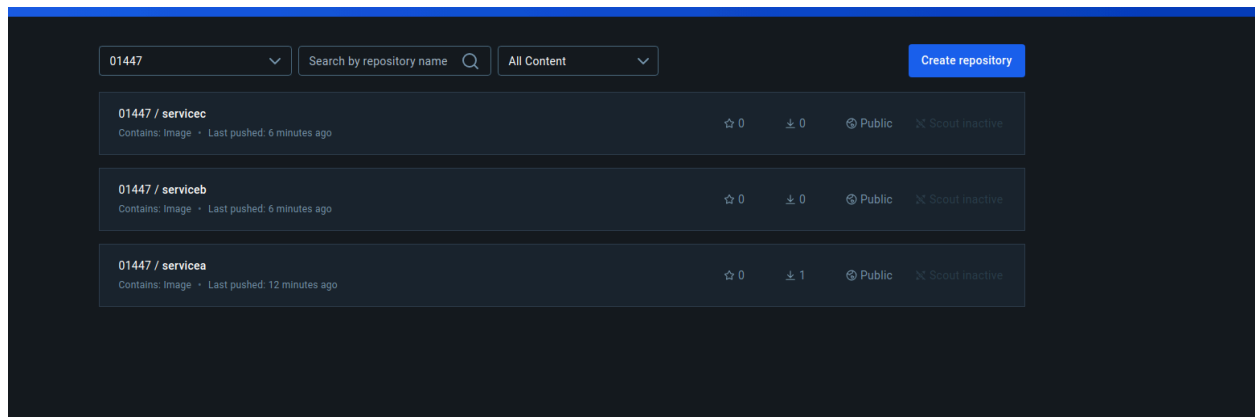 01447 Search by repository name All Content Create repository
01447 / servicec
Contains: Image • Last pushed: 6 minutes ago
0 0 Public Scout inactive
01447 / serviceb
Contains: Image • Last pushed: 6 minutes ago
0 0 Public Scout inactive
01447 / servicea
Contains: Image • Last pushed: 12 minutes ago
0 1 Public Scout inactive